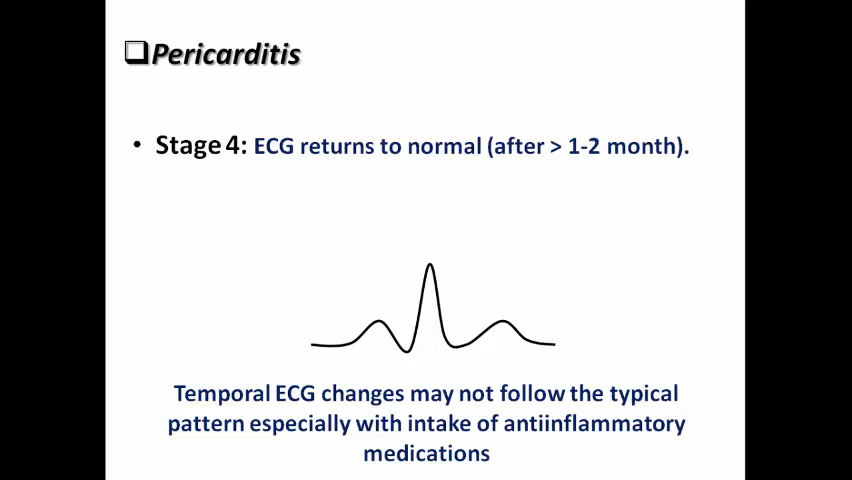 Pericarditis
• Stage 4: ECG returns to normal (after > 1-2 month).
Temporal ECG changes may not follow the typical
pattern especially with intake of antiinflammatory
medications